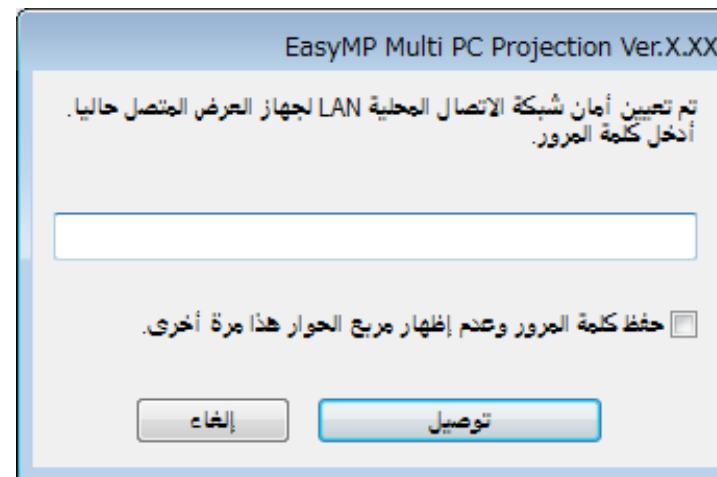 EasyMP Multi PC Projection Ver.X.XX
تم تعيين أمان شبكة الاتصال المحلية LAN لجهاز العرض المتصل حاليا.
أدخل كلمة المرور.
حفظ كلمة المرور وعدم إظهار مربع الحوار هذا مرة أخرى.
توصيل
إلغاء